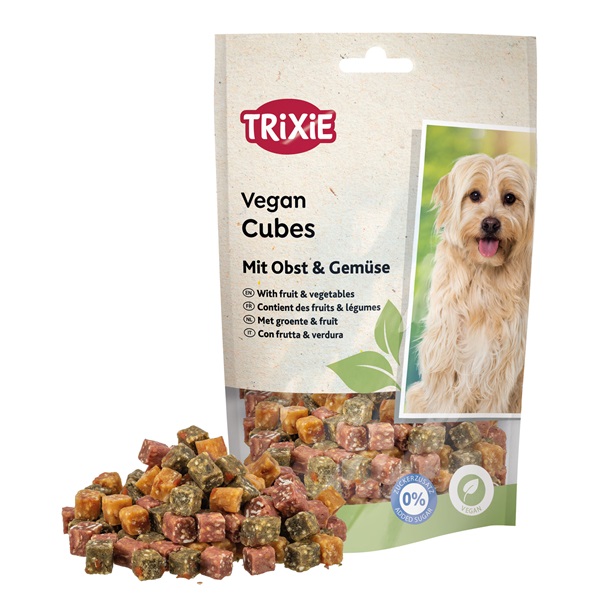 TRiXiE
Vegan
Cubes
Mit Obst & Gemüse
EN With fruit & vegetables
FR Contient des fruits & légumes
NL Met groente & fruit
IT Con frutta & verdura
ZUCKERZUSATZ
0%
ADDED SUGAR
VEGAN